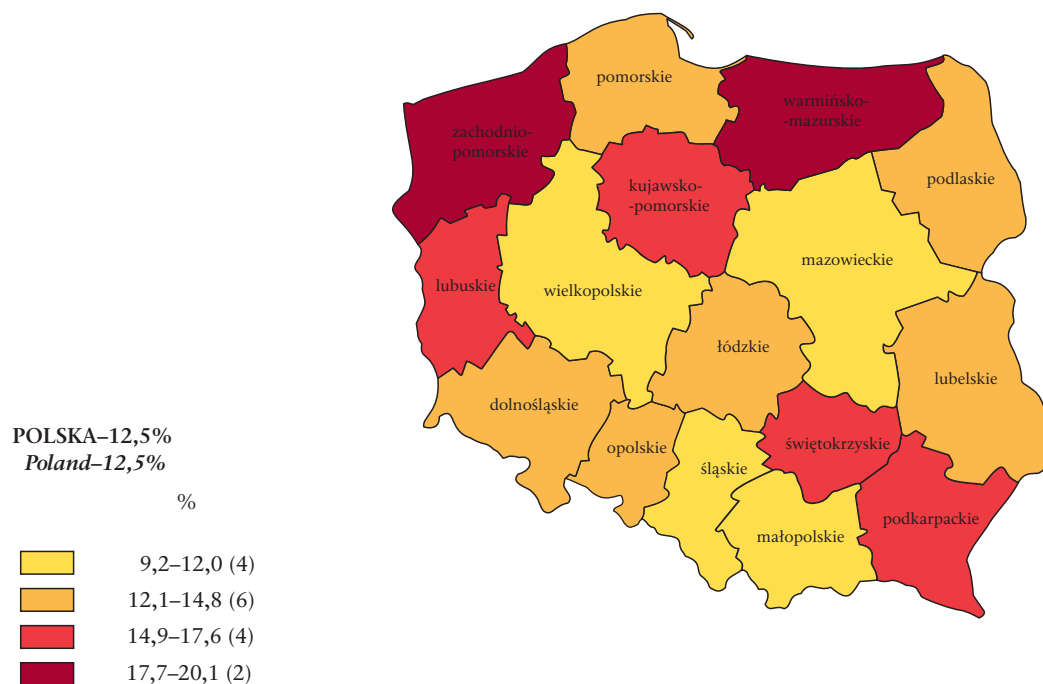 pomorskie
warmińsko-
-mazurskie
zachodnio-
pomorskie
podlaskie
kujawsko-
-pomorskie
mazowieckie
lubuskie
wielkopolskie
łódzkie
lubelskie
dolnośląskie
POLSKA–12,5%
Poland–12,5%
opolskie
śląskie
świętokrzyskie
podkarpackie
małopolskie
%
9,2–12,0 (4)
12,1–14,8 (6)
14,9–17,6 (4)
17,7–20,1 (2)